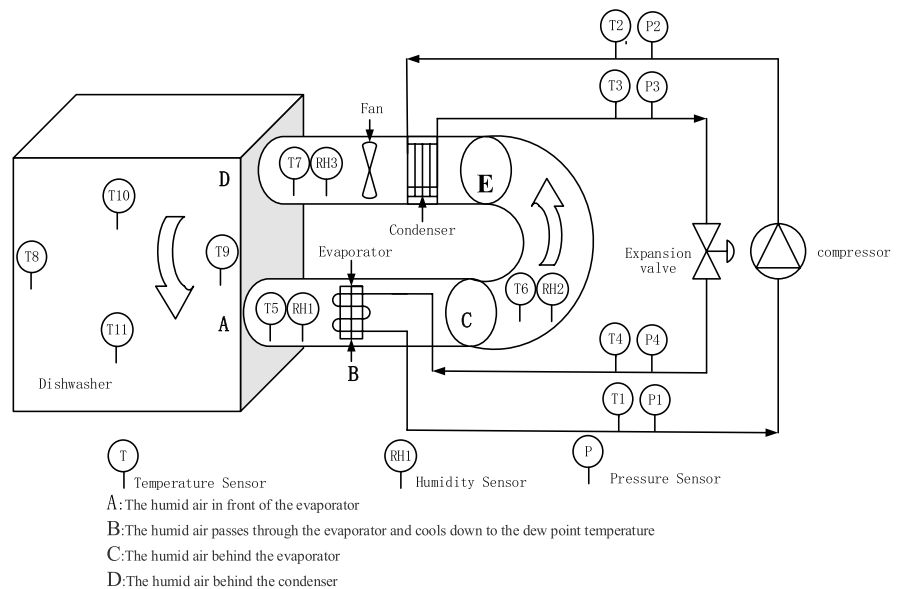 T2 P2
T3 P3
Fan
D T7 RH3
E
T10
Condenser
T8 T9
Evaporator
Expansion
valve
compressor
T6 RH2
A T5 RH1
C
T11
T4 P4
B
Dishwasher
T1 P1
T RH1 P
Temperature Sensor Humidity Sensor Pressure Sensor
A:The humid air in front of the evaporator
B:The humid air passes through the evaporator and cools down to the dew point temperature
C:The humid air behind the evaporator
D:The humid air behind the condenser